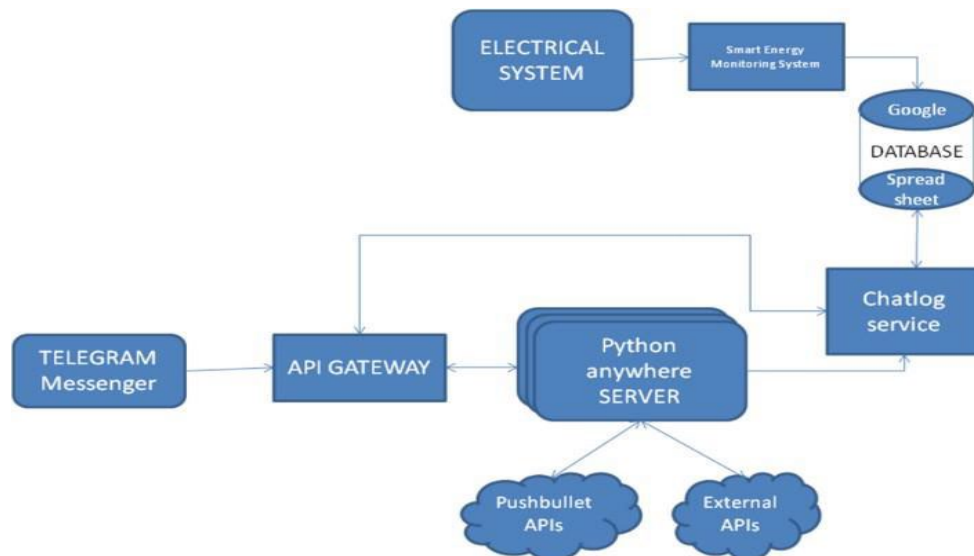 ELECTRICAL
SYSTEM
Smart Energy
Monitoring System
Google
DATABASE
Spread
sheet
Chatlog
service
TELEGRAM
Messenger
API GATEWAY
Python
anywhere
SERVER
Pushbullet
APIs
External
APIs